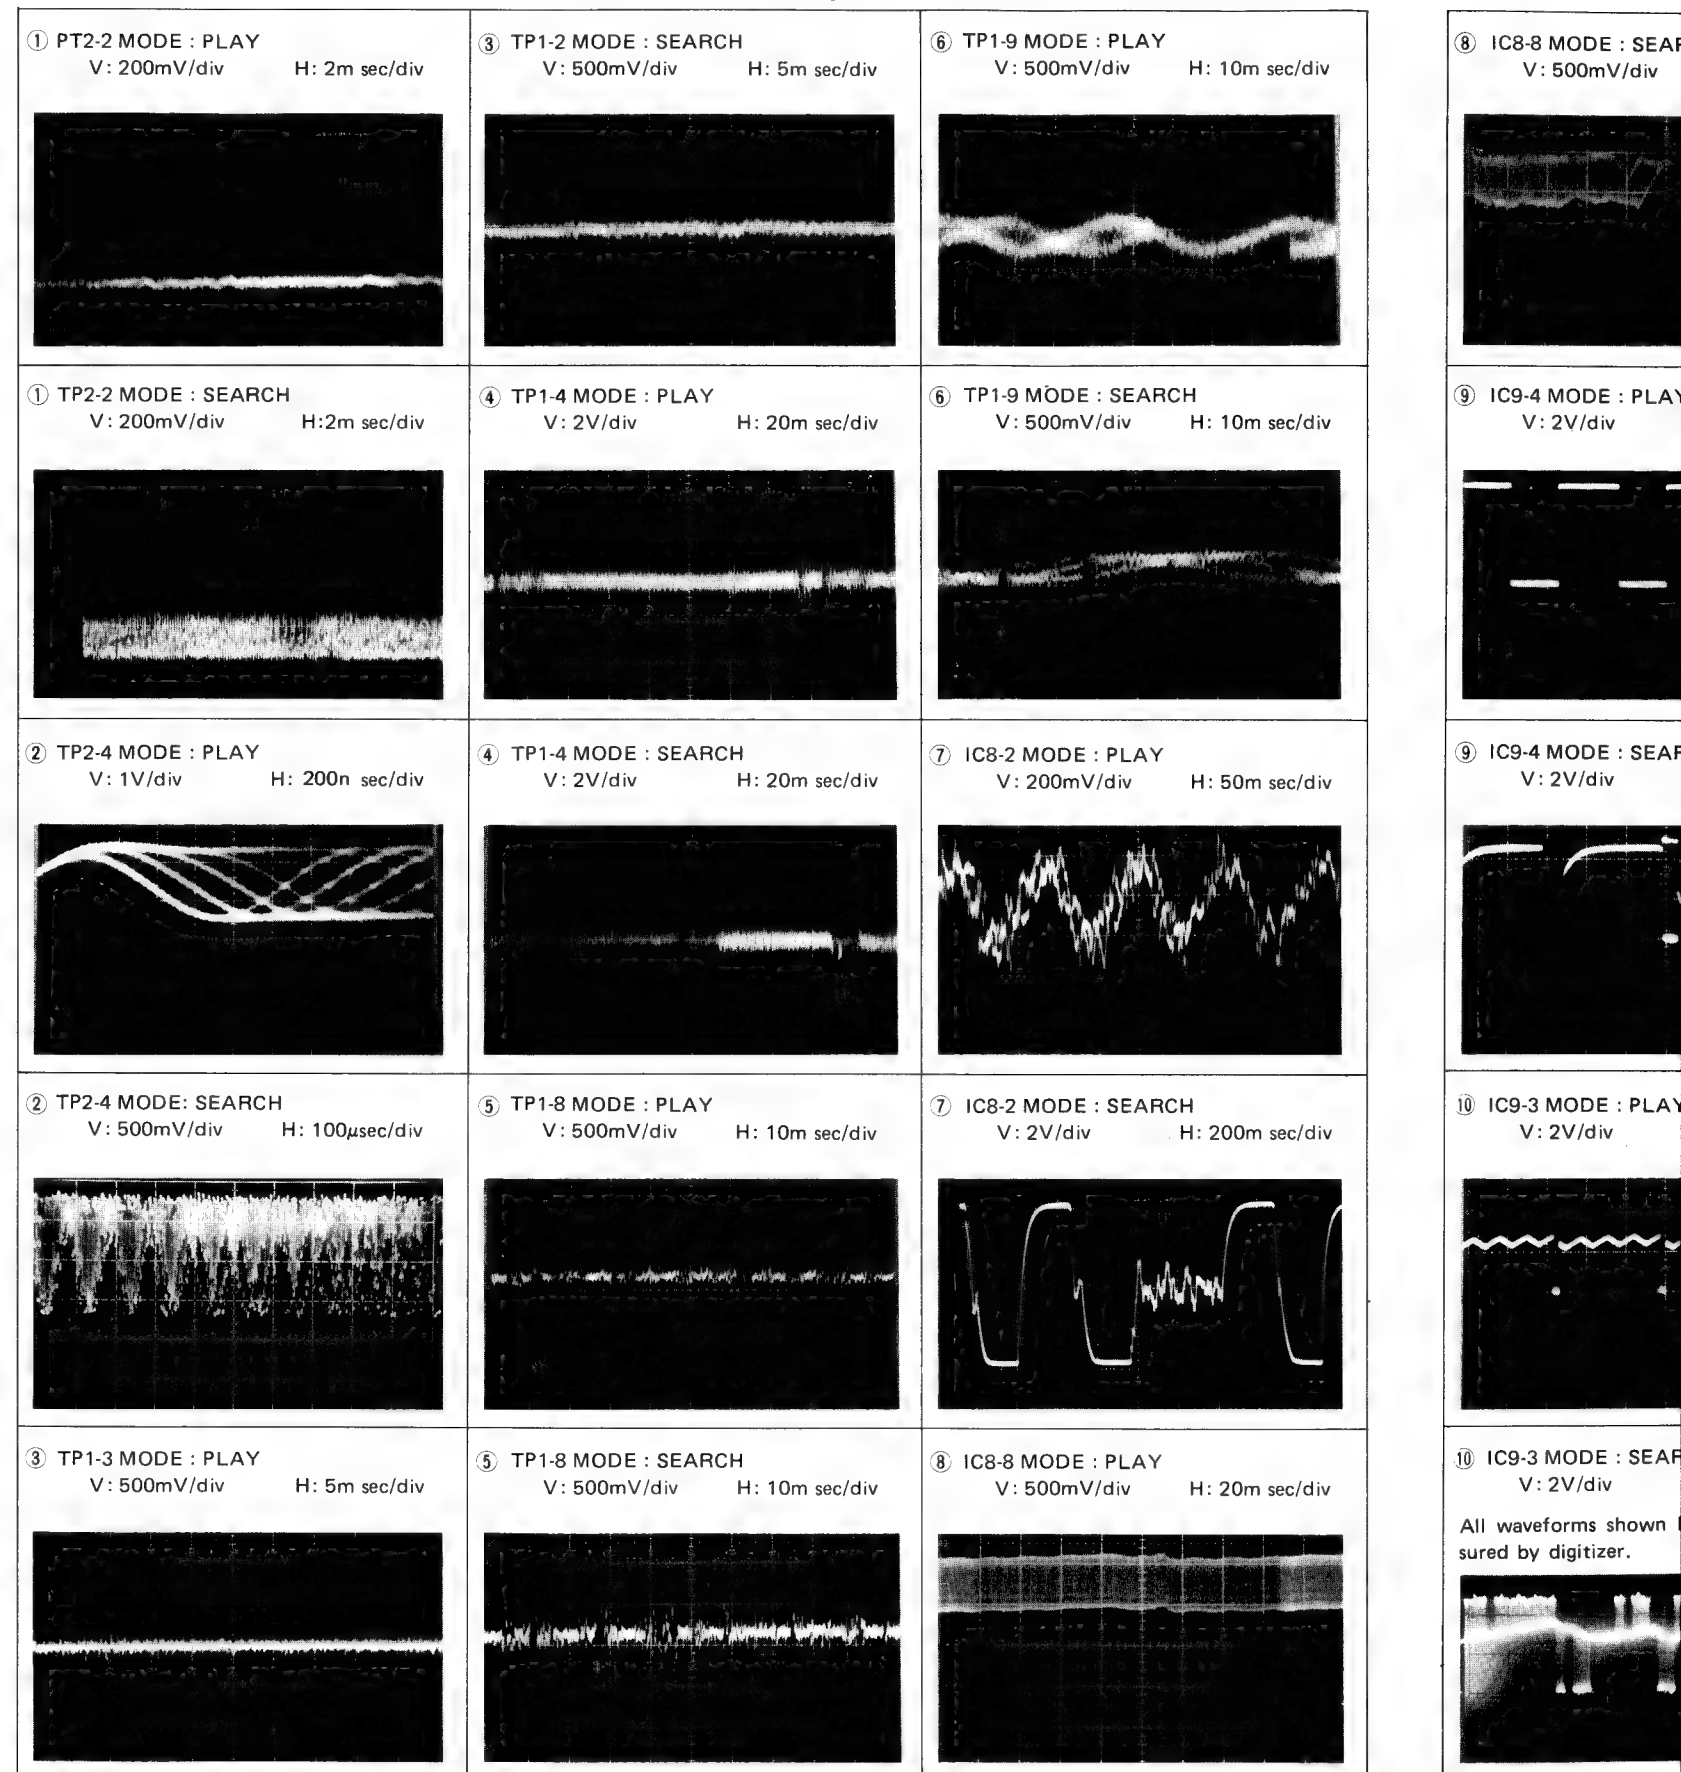 ① PT2-2 MODE : PLAY
V: 200mV/div H: 2m sec/div
① TP2-2 MODE : SEARCH
V: 200mV/div H:2m sec/div
② TP2-4 MODE : PLAY
V: 1V/div H: 200n sec/div
② TP2-4 MODE: SEARCH
V: 500mV/div H: 100μsec/div
③ TP1-3 MODE : PLAY
V: 500mV/div H: 5m sec/div
③ TP1-2 MODE : SEARCH
V: 500mV/div H: 5m sec/div
④ TP1-4 MODE : PLAY
V: 2V/div H: 20m sec/div
④ TP1-4 MODE : SEARCH
V: 2V/div H: 20m sec/div
⑤ TP1-8 MODE : PLAY
V: 500mV/div H: 10m sec/div
⑤ TP1-8 MODE : SEARCH
V: 500mV/div H: 10m sec/div
⑥ TP1-9 MODE : PLAY
V: 500mV/div H: 10m sec/div
⑥ TP1-9 MODE : SEARCH
V: 500mV/div H: 10m sec/div
⑦ IC8-2 MODE : PLAY
V: 200mV/div H: 50m sec/div
⑦ IC8-2 MODE : SEARCH
V: 2V/div H: 200m sec/div
⑧ IC8-8 MODE : PLAY
V: 500mV/div H: 20m sec/div
⑧ IC8-8 MODE : SEAR
V: 500mV/div
⑨ IC9-4 MODE : PLAY
V: 2V/div
⑨ IC9-4 MODE : SEAR
V: 2V/div
⑩ IC9-3 MODE : PLAY
V: 2V/div
⑩ IC9-3 MODE : SEAR
V: 2V/div
All waveforms shown
sured by digitizer.